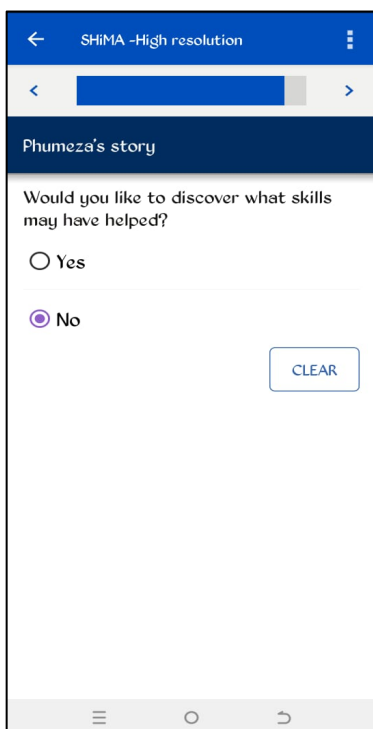 SHiMA -High resolution
Phumeza's story
Would you like to discover what skills
may have helped?
Yes
No
CLEAR